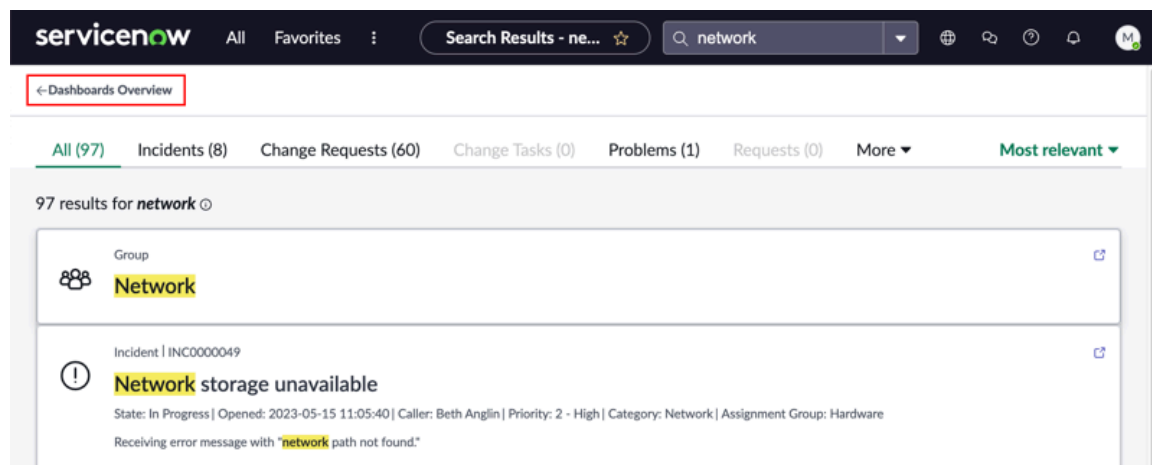 servicenow All Favorites Search Results - ne... network M
←Dashboards Overview
All (97) Incidents (8) Change Requests (60) Change Tasks (0) Problems (1) Requests (0) More Most relevant
97 results for network
Group
Network
Incident | INC0000049
Network storage unavailable
State: In Progress | Opened: 2023-05-15 11:05:40 | Caller: Beth Anglin | Priority: 2 - High | Category: Network | Assignment Group: Hardware
Receiving error message with "network path not found."